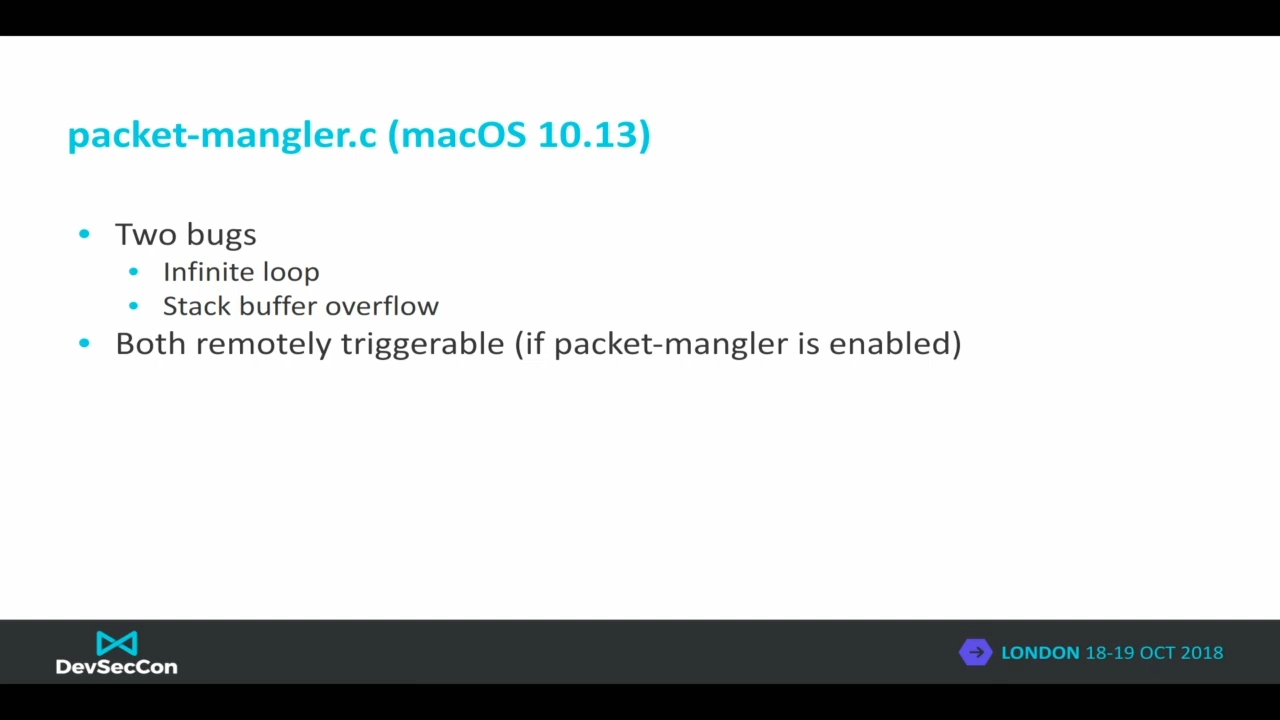 packet-mangler.c (macOS 10.13)
• Two bugs
• Infinite loop
• Stack buffer overflow
• Both remotely triggerable (if packet-mangler is enabled)
DevSecCon
LONDON 18-19 OCT 2018